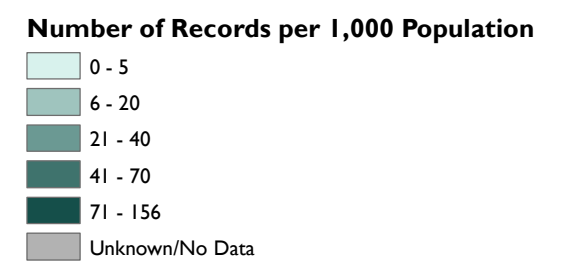 Number of Records per 1,000 Population
0 - 5
6 - 20
21 - 40
41 - 70
71 - 156
Unknown/No Data